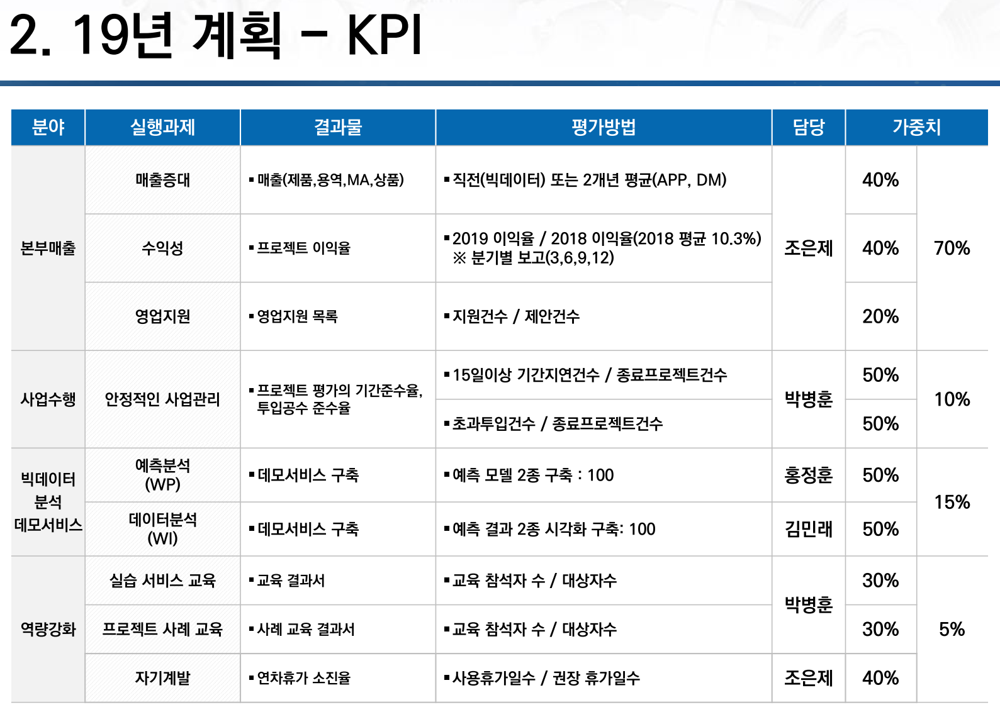 2. 19년 계획 - KPI
분야 실행과제 결과물 평가방법 담당 가중치
본부매출
매출증대
▪ 매출(제품,용역,MA,상품)
▪ 직전(빅데이터) 또는 2개년 평균(APP, DM)
조은제
40%
70%
수익성
▪ 프로젝트 이익율
▪ 2019 이익율 / 2018 이익율(2018 평균 10.3%)
※ 분기별 보고(3,6,9,12)
40%
영업지원
▪ 영업지원 목록
▪ 지원건수 / 제안건수
20%
사업수행
안정적인 사업관리
▪ 프로젝트 평가의 기간준수율,
투입공수 준수율
▪ 15일이상 기간지연건수 / 종료프로젝트건수
박병훈
50%
10%
▪ 초과투입건수 / 종료프로젝트건수
50%
빅데이터
분석
데모서비스
예측분석
(WP)
▪ 데모서비스 구축
▪ 예측 모델 2종 구축 : 100
홍정훈
50%
15%
데이터분석
(WI)
▪ 데모서비스 구축
▪ 예측 결과 2종 시각화 구축: 100
김민래
50%
역량강화
실습 서비스 교육
▪ 교육 결과서
▪ 교육 참석자 수 / 대상자수
박병훈
30%
5%
프로젝트 사례 교육
▪ 사례 교육 결과서
▪ 교육 참석자 수 / 대상자수
30%
자기계발
▪ 연차휴가 소진율
▪ 사용휴가일수 / 권장 휴가일수
조은제
40%